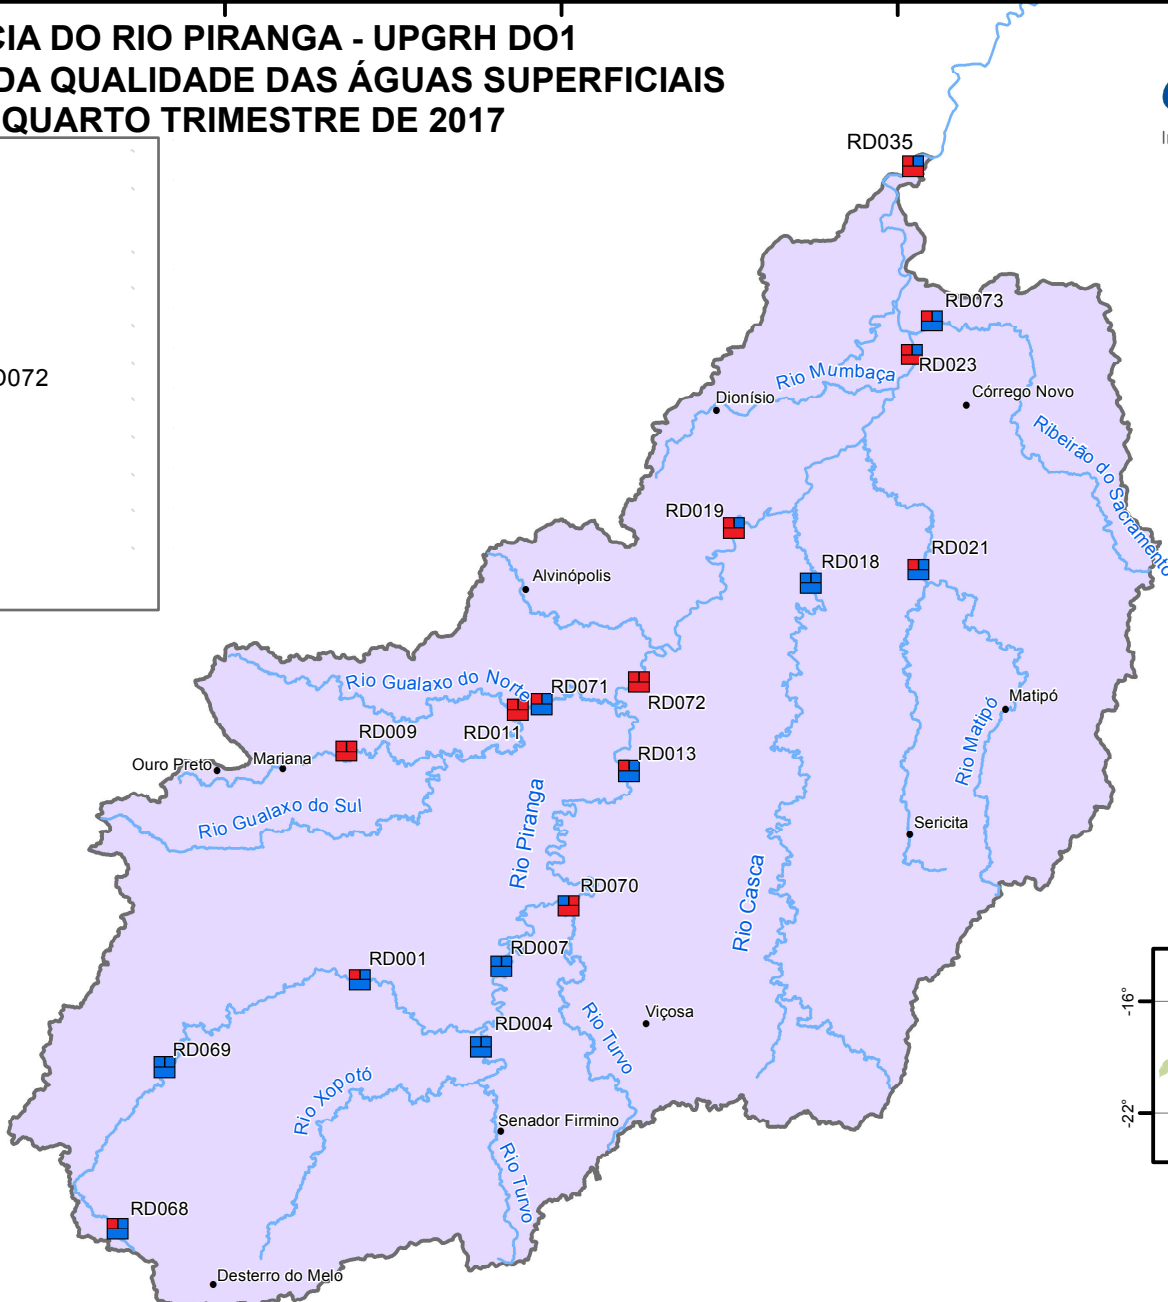 CIA DO RIO PIRANGA - UPGRH DO1
DA QUALIDADE DAS ÁGUAS SUPERFICIAIS
QUARTO TRIMESTRE DE 2017
RD035
RD073
D072
RD023
Rio Mumbaça
Córrego Novo
Dionísio
Ribeirão do Sacramento
RD019
RD021
RD018
Alvinópolis
Rio Gualaxo do Norte
RD071
RD072
Matipó
RD009
RD011
Rio Matipó
Ouro Preto
Mariana
RD013
Rio Gualaxo do Sul
Rio Piranga
Sericita
Rio Casca
RD070
RD007
RD001
-16°
Viçosa
RD004
Rio Turvo
RD069
Rio Xopotó
Senador Firmino
-22°
Rio Turvo
RD068
Desterro do Melo